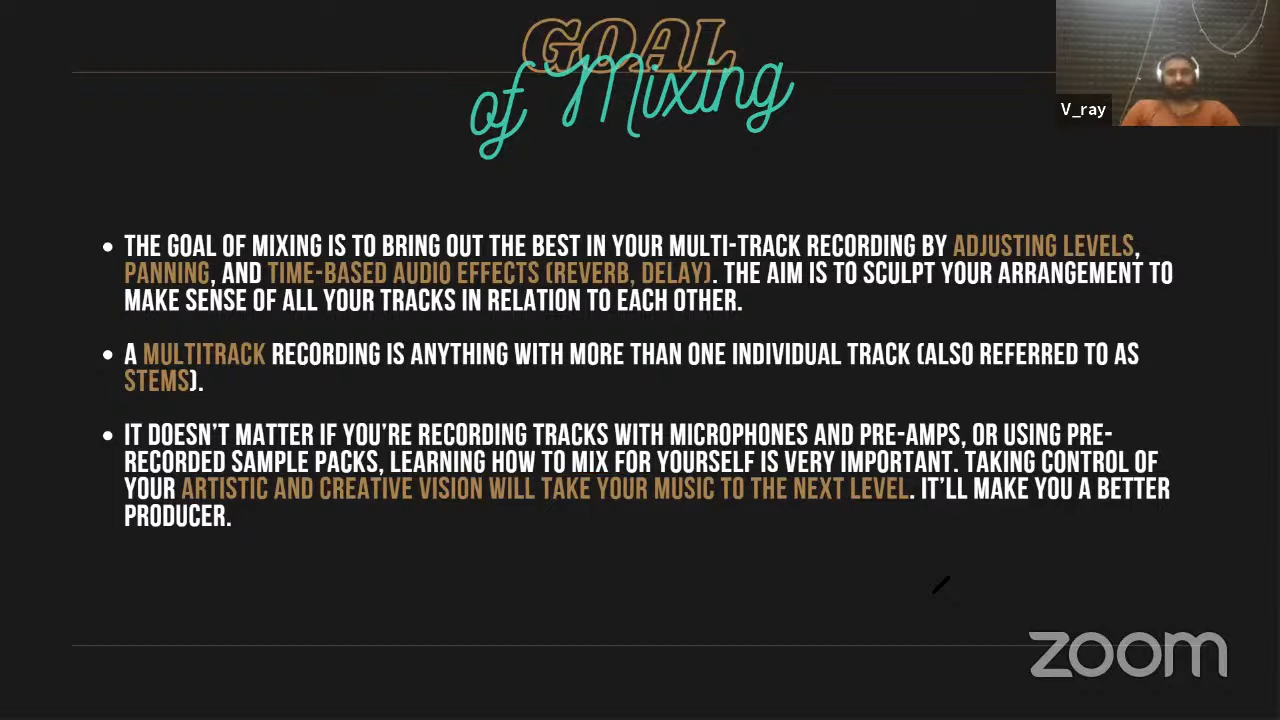 GOAL
of Mixing
V_ray
• THE GOAL OF MIXING IS TO BRING OUT THE BEST IN YOUR MULTI-TRACK RECORDING BY ADJUSTING LEVELS,
PANNING, AND TIME-BASED AUDIO EFFECTS (REVERB, DELAY). THE AIM IS TO SCULPT YOUR ARRANGEMENT TO
MAKE SENSE OF ALL YOUR TRACKS IN RELATION TO EACH OTHER.
• A MULTITRACK RECORDING IS ANYTHING WITH MORE THAN ONE INDIVIDUAL TRACK (ALSO REFERRED TO AS
STEMS).
• IT DOESN’T MATTER IF YOU’RE RECORDING TRACKS WITH MICROPHONES AND PRE-AMPS, OR USING PRE-
RECORDED SAMPLE PACKS, LEARNING HOW TO MIX FOR YOURSELF IS VERY IMPORTANT. TAKING CONTROL OF
YOUR ARTISTIC AND CREATIVE VISION WILL TAKE YOUR MUSIC TO THE NEXT LEVEL. IT’LL MAKE YOU A BETTER
PRODUCER.
zoom